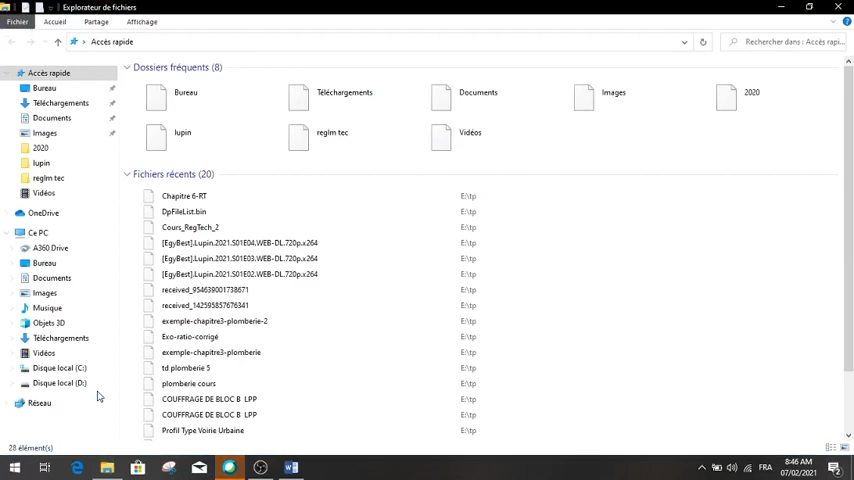 Explorateur de fichiers
Fichier Accueil Partage Affichage
Accès rapide Rechercher dans : Accès rapi...
Accès rapide
Bureau
Téléchargements
Documents
Images
2020
lupin
reglm tec
Vidéos
OneDrive
Ce PC
A360 Drive
Bureau
Documents
Images
Musique
Objets 3D
Téléchargements
Vidéos
Disque local (C:)
Disque local (D:)
Réseau
Dossiers fréquents (8)
Bureau Téléchargements Documents Images 2020
lupin reglm tec Vidéos
Fichiers récents (20)
Chapitre 6-RT E:\tp
DpFileList.bin E:\tp
Cours_RegTech_2 E:\tp
[EgyBest].Lupin.2021.S01E04.WEB-DL.720p.x264 E:\tp
[EgyBest].Lupin.2021.S01E03.WEB-DL.720p.x264 E:\tp
[EgyBest].Lupin.2021.S01E02.WEB-DL.720p.x264 E:\tp
received_954639001738671 E:\tp
received_142595857676341 E:\tp
exemple-chapitre3-plomberie-2 E:\tp
Exo-ratio-corrigé E:\tp
exemple-chapitre3-plomberie E:\tp
td plomberie 5 E:\tp
plomberie cours E:\tp
COUFFRAGE DE BLOC B LPP E:\tp
COUFFRAGE DE BLOC B LPP E:\tp
Profil Type Voirie Urbaine E:\tp
28 élément(s)
FRA 8:46 AM
07/02/2021 2